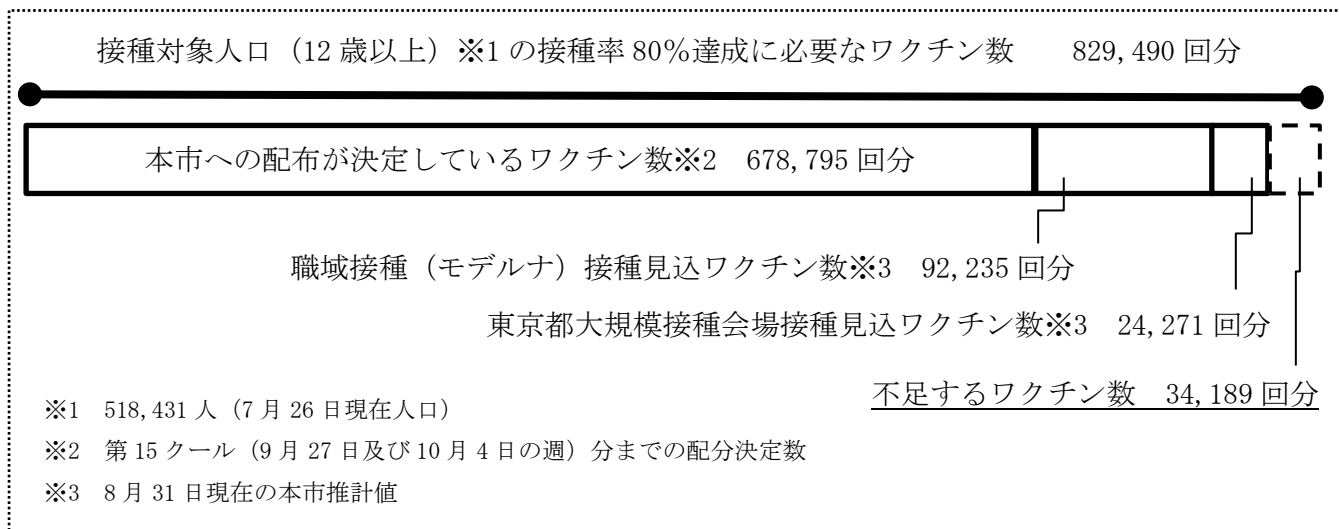 接種対象人口（12 歳以上）※1 の接種率 80％達成に必要なワクチン数　829,490 回分
本市への配布が決定しているワクチン数※2　678,795 回分
職域接種（モデルナ）接種見込ワクチン数※3　92,235 回分
東京都大規模接種会場接種見込ワクチン数※3　24,271 回分
不足するワクチン数　34,189 回分
※1　518,431 人（7 月 26 日現在人口）
※2　第 15 クール（9 月 27 日及び 10 月 4 日の週）分までの配分決定数
※3　8 月 31 日現在の本市推計値